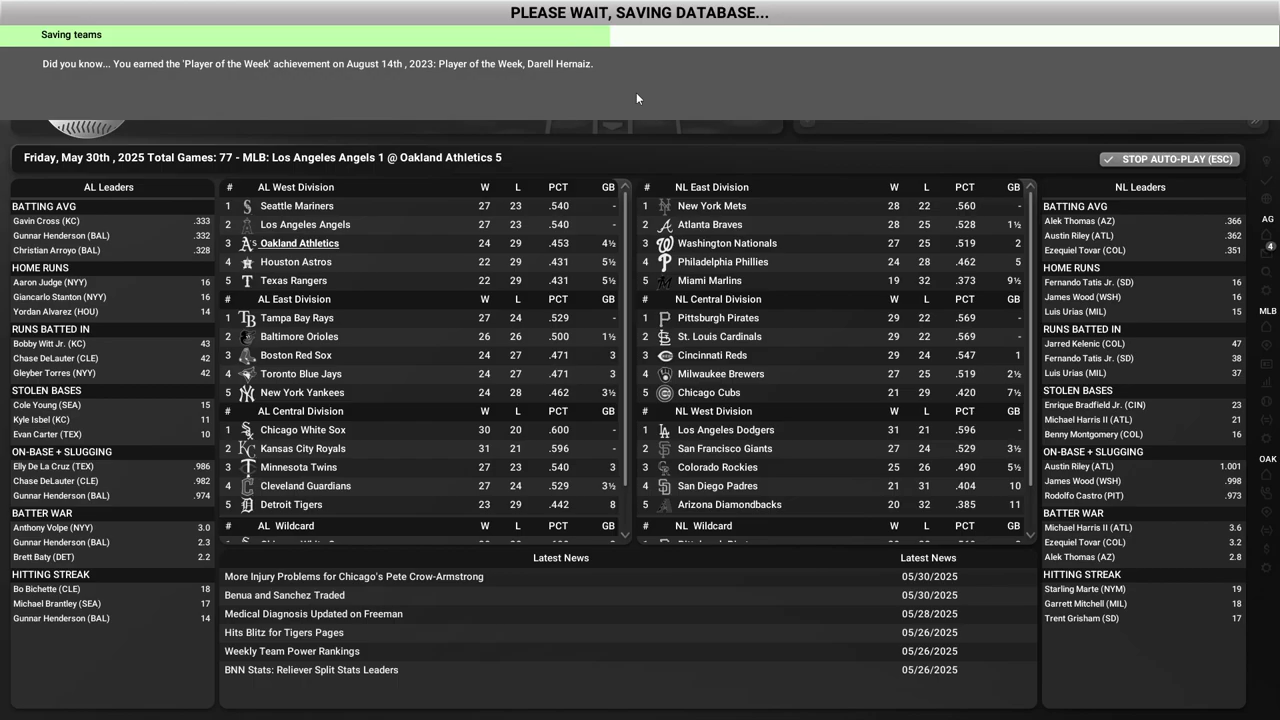 PLEASE WAIT, SAVING DATABASE...
Saving teams
Did you know... You earned the 'Player of the Week' achievement on August 14th , 2023: Player of the Week, Darell Hernaiz.
Friday, May 30th , 2025 Total Games: 77 - MLB: Los Angeles Angels 1 @ Oakland Athletics 5
STOP AUTO-PLAY (ESC)
AL Leaders
BATTING AVG
Gavin Cross (KC) .333
Gunnar Henderson (BAL) .332
Christian Arroyo (BAL) .328
HOME RUNS
Aaron Judge (NYY) 16
Giancarlo Stanton (NYY) 16
Yordan Alvarez (HOU) 14
RUNS BATTED IN
Bobby Witt Jr. (KC) 43
Chase DeLauter (CLE) 42
Gleyber Torres (NYY) 42
STOLEN BASES
Cole Young (SEA) 15
Kyle Isbel (KC) 11
Evan Carter (TEX) 10
ON-BASE + SLUGGING
Elly De La Cruz (TEX) .986
Chase DeLauter (CLE) .982
Gunnar Henderson (BAL) .974
BATTER WAR
Anthony Volpe (NYY) 3.0
Gunnar Henderson (BAL) 2.3
Brett Baty (DET) 2.2
HITTING STREAK
Bo Bichette (CLE) 18
Michael Brantley (SEA) 17
Gunnar Henderson (BAL) 14
# AL West Division W L PCT GB
1 Seattle Mariners 27 23 .540 -
2 Los Angeles Angels 27 23 .540 -
3 Oakland Athletics 24 29 .453 4½
4 Houston Astros 22 29 .431 5½
5 Texas Rangers 22 29 .431 5½
# AL East Division W L PCT GB
1 Tampa Bay Rays 27 24 .529 -
2 Baltimore Orioles 26 26 .500 1½
3 Boston Red Sox 24 27 .471 3
4 Toronto Blue Jays 24 27 .471 3
5 New York Yankees 24 28 .462 3½
# AL Central Division W L PCT GB
1 Chicago White Sox 30 20 .600 -
2 Kansas City Royals 31 21 .596 -
3 Minnesota Twins 27 23 .540 3
4 Cleveland Guardians 27 24 .529 3½
5 Detroit Tigers 23 29 .442 8
# AL Wildcard W L PCT GB
# NL East Division W L PCT GB
1 New York Mets 28 22 .560 -
2 Atlanta Braves 28 25 .528 1½
3 Washington Nationals 27 25 .519 2
4 Philadelphia Phillies 24 28 .462 5
5 Miami Marlins 19 32 .373 9½
# NL Central Division W L PCT GB
1 Pittsburgh Pirates 29 22 .569 -
2 St. Louis Cardinals 29 22 .569 -
3 Cincinnati Reds 29 24 .547 1
4 Milwaukee Brewers 27 25 .519 2½
5 Chicago Cubs 21 29 .420 7½
# NL West Division W L PCT GB
1 Los Angeles Dodgers 31 21 .596 -
2 San Francisco Giants 27 24 .529 3½
3 Colorado Rockies 25 26 .490 5½
4 San Diego Padres 21 31 .404 10
5 Arizona Diamondbacks 20 32 .385 11
# NL Wildcard W L PCT GB
Latest News Latest News
More Injury Problems for Chicago's Pete Crow-Armstrong 05/30/2025
Benua and Sanchez Traded 05/30/2025
Medical Diagnosis Updated on Freeman 05/28/2025
Hits Blitz for Tigers Pages 05/26/2025
Weekly Team Power Rankings 05/26/2025
BNN Stats: Reliever Split Stats Leaders 05/26/2025
NL Leaders
BATTING AVG
Alek Thomas (AZ) .366
Austin Riley (ATL) .362
Ezequiel Tovar (COL) .351
HOME RUNS
Fernando Tatis Jr. (SD) 16
James Wood (WSH) 16
Luis Urias (MIL) 15
RUNS BATTED IN
Jarred Kelenic (COL) 47
Fernando Tatis Jr. (SD) 38
Luis Urias (MIL) 37
STOLEN BASES
Enrique Bradfield Jr. (CIN) 23
Michael Harris II (ATL) 21
Benny Montgomery (COL) 16
ON-BASE + SLUGGING
Austin Riley (ATL) 1.001
James Wood (WSH) .998
Rodolfo Castro (PIT) .973
BATTER WAR
Michael Harris II (ATL) 3.6
Ezequiel Tovar (COL) 3.2
Alek Thomas (AZ) 2.8
HITTING STREAK
Starling Marte (NYM) 19
Garrett Mitchell (MIL) 18
Trent Grisham (SD) 17
AG
4
MLB
OAK